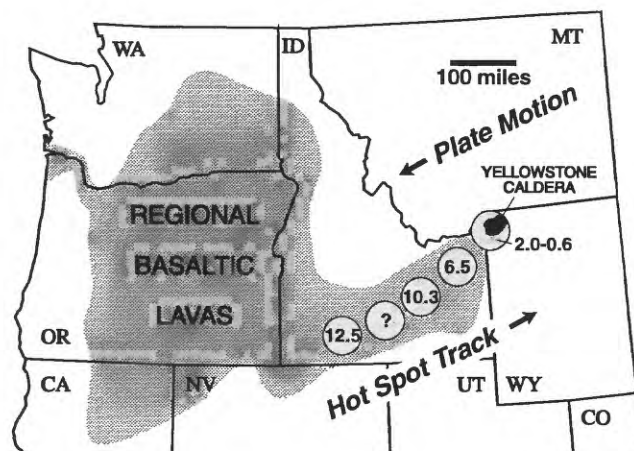 WA
ID
MT
100 miles
Plate Motion
YELLOWSTONE
CALDERA
REGIONAL
2.0-0.6
BASALTIC
6.5
10.3
LAVAS
?
12.5
OR
Hot Spot Track
CA
NV
UT
WY
CO